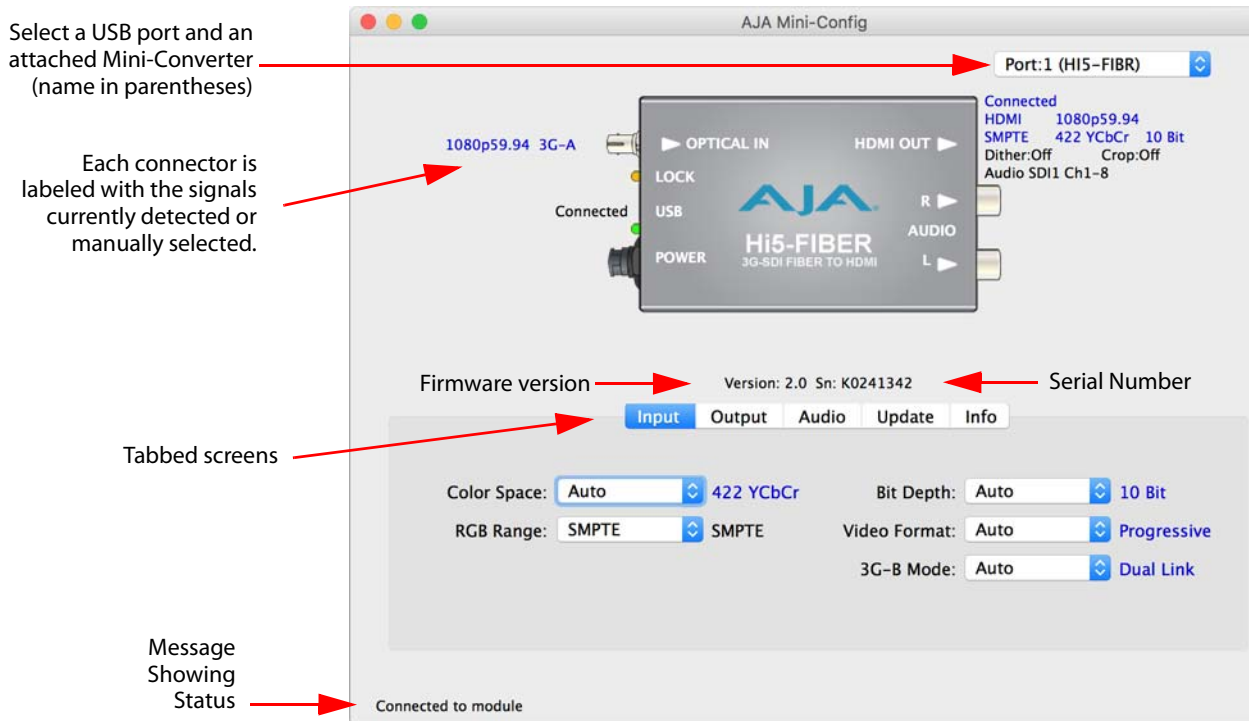 AJA Mini-Config
Select a USB port and an
attached Mini-Converter
(name in parentheses)
Port:1 (HI5-FIBR)
Each connector is
labeled with the signals
currently detected or
manually selected.
1080p59.94 3G-A
Connected
OPTICAL IN
LOCK
USB
POWER
AJA
Hi5-FIBER
3G-SDI FIBER TO HDMI
HDMI OUT
R
AUDIO
L
Connected
HDMI 1080p59.94
SMPTE 422 YCbCr 10 Bit
Dither:Off Crop:Off
Audio SDI1 Ch1-8
Firmware version
Version: 2.0 Sn: K0241342
Serial Number
Tabbed screens
Input Output Audio Update Info
Color Space: Auto 422 YCbCr
Bit Depth: Auto 10 Bit
RGB Range: SMPTE SMPTE
Video Format: Auto Progressive
3G-B Mode: Auto Dual Link
Message
Showing
Status
Connected to module